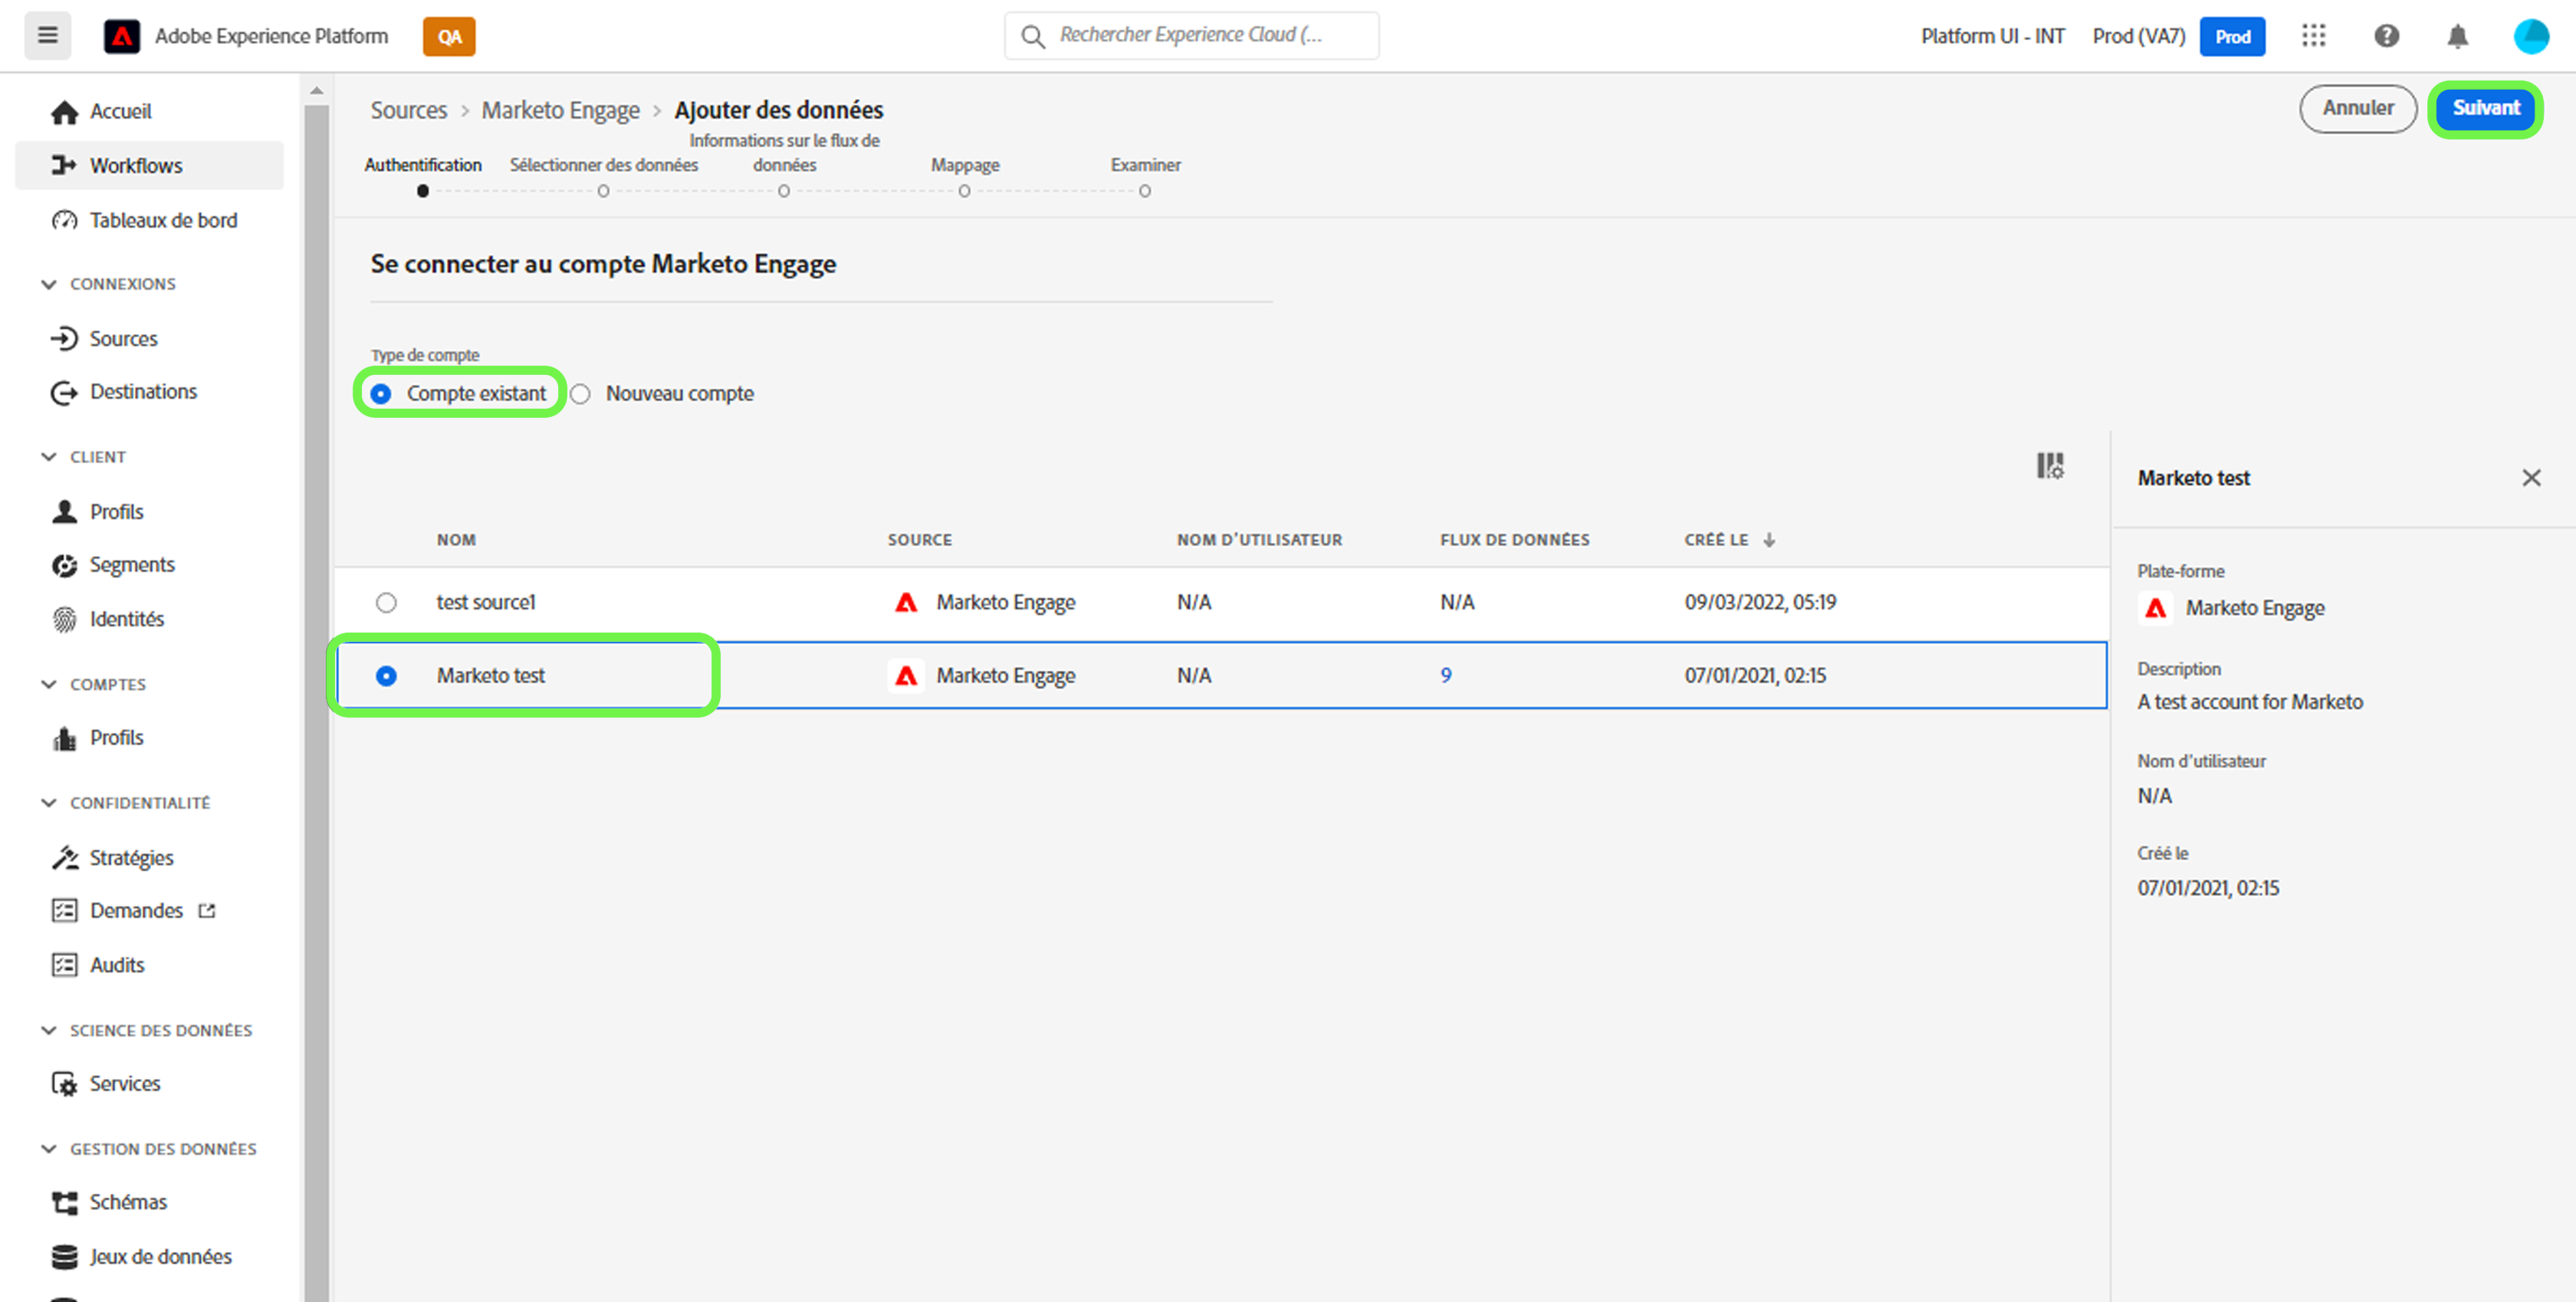 Adobe Experience Platform
QA
Rechercher Experience Cloud (...
Platform UI - INT
Prod (VA7)
Prod
Accueil
Workflows
Tableaux de bord
CONNEXIONS
Sources
Destinations
CLIENT
Profils
Segments
Identités
COMPTES
Profils
CONFIDENTIALITÉ
Stratégies
Demandes
Audits
SCIENCE DES DONNÉES
Services
GESTION DES DONNÉES
Schémas
Jeux de données
Sources > Marketo Engage > Ajouter des données
Annuler
Suivant
Authentification
Sélectionner des données
Informations sur le flux de
données
Mappage
Examiner
Se connecter au compte Marketo Engage
Type de compte
Compte existant
Nouveau compte
NOM SOURCE NOM D'UTILISATEUR FLUX DE DONNÉES CRÉÉ LE
test source1 Marketo Engage N/A N/A 09/03/2022, 05:19
Marketo test Marketo Engage N/A 9 07/01/2021, 02:15
Marketo test
Plate-forme
Marketo Engage
Description
A test account for Marketo
Nom d'utilisateur
N/A
Créé le
07/01/2021, 02:15